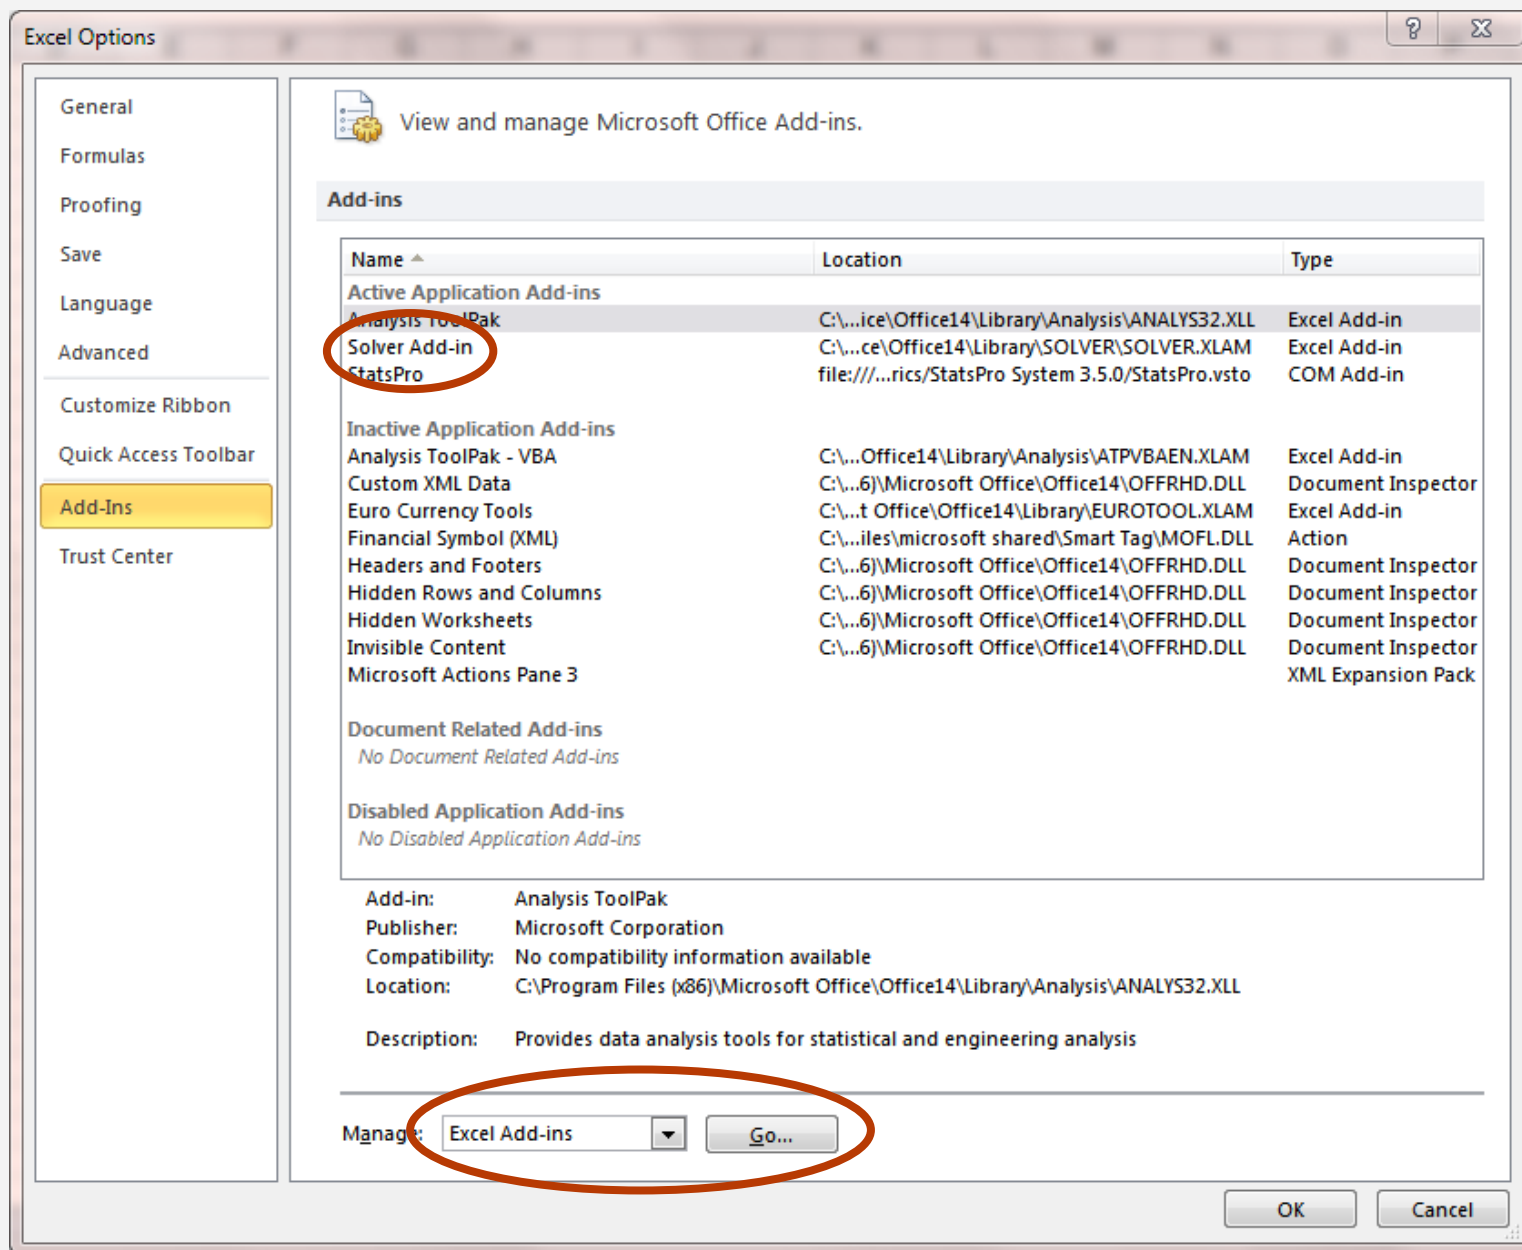 Excel Options
General
Formulas
Proofing
Save
Language
Advanced
Customize Ribbon
Quick Access Toolbar
Add-Ins
Trust Center
View and manage Microsoft Office Add-ins.
Add-ins
Name Location Type
Active Application Add-ins
Analysis ToolPak C:\...ice\Office14\Library\Analysis\ANALYS32.XLL Excel Add-in
Solver Add-in C:\...ce\Office14\Library\SOLVER\SOLVER.XLAM Excel Add-in
StatsPro file:///...rics/StatsPro System 3.5.0/StatsPro.vsto COM Add-in
Inactive Application Add-ins
Analysis ToolPak - VBA C:\...Office14\Library\Analysis\ATPVBAEN.XLAM Excel Add-in
Custom XML Data C:\...6)\Microsoft Office\Office14\OFFRHD.DLL Document Inspector
Euro Currency Tools C:\...t Office\Office14\Library\EUROTOOL.XLAM Excel Add-in
Financial Symbol (XML) C:\...iles\microsoft shared\Smart Tag\MOFL.DLL Action
Headers and Footers C:\...6)\Microsoft Office\Office14\OFFRHD.DLL Document Inspector
Hidden Rows and Columns C:\...6)\Microsoft Office\Office14\OFFRHD.DLL Document Inspector
Hidden Worksheets C:\...6)\Microsoft Office\Office14\OFFRHD.DLL Document Inspector
Invisible Content C:\...6)\Microsoft Office\Office14\OFFRHD.DLL Document Inspector
Microsoft Actions Pane 3 XML Expansion Pack
Document Related Add-ins
No Document Related Add-ins
Disabled Application Add-ins
No Disabled Application Add-ins
Add-in: Analysis ToolPak
Publisher: Microsoft Corporation
Compatibility: No compatibility information available
Location: C:\Program Files (x86)\Microsoft Office\Office14\Library\Analysis\ANALYS32.XLL
Description: Provides data analysis tools for statistical and engineering analysis
Manage: Excel Add-ins Go...
OK Cancel